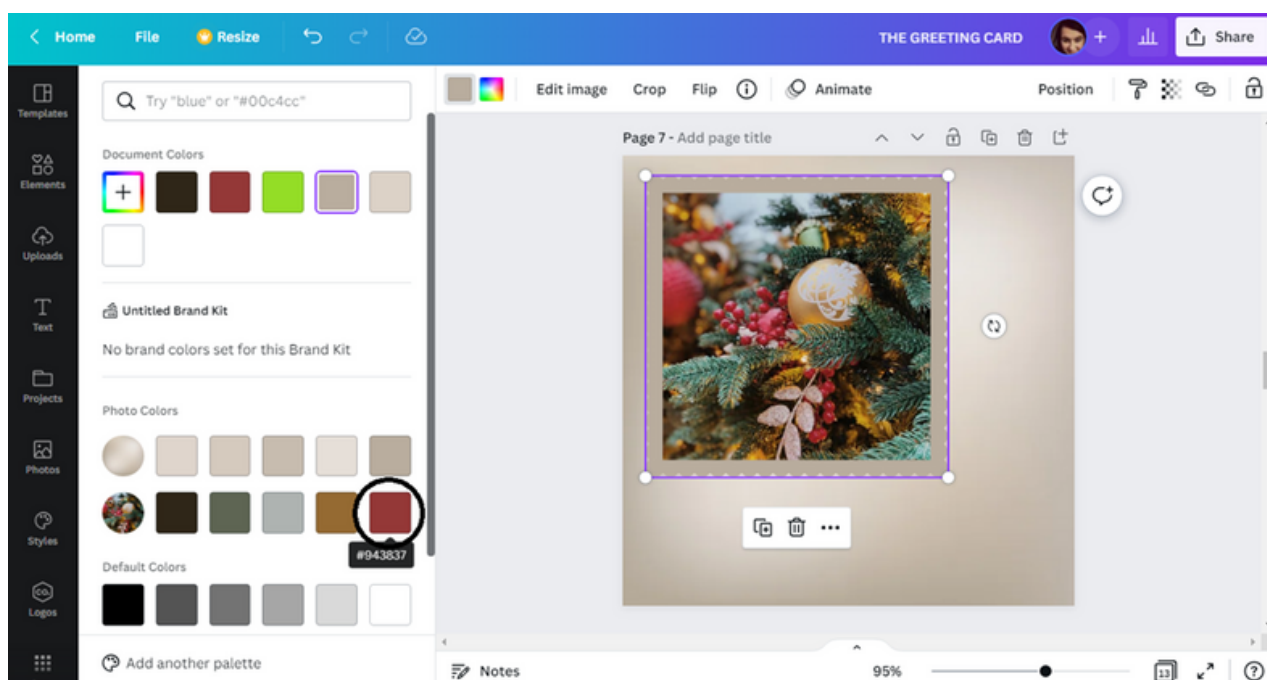 Home File Resize THE GREETING CARD + Share
Templates
Elements
Uploads
Text
Projects
Photos
Styles
CO.
Logos
Try "blue" or "#00c4cc"
Document Colors
+
Untitled Brand Kit
No brand colors set for this Brand Kit
Photo Colors
#943837
Default Colors
Add another palette
Edit image Crop Flip Animate Position
Page 7 - Add page title
Notes 95% 13 ?